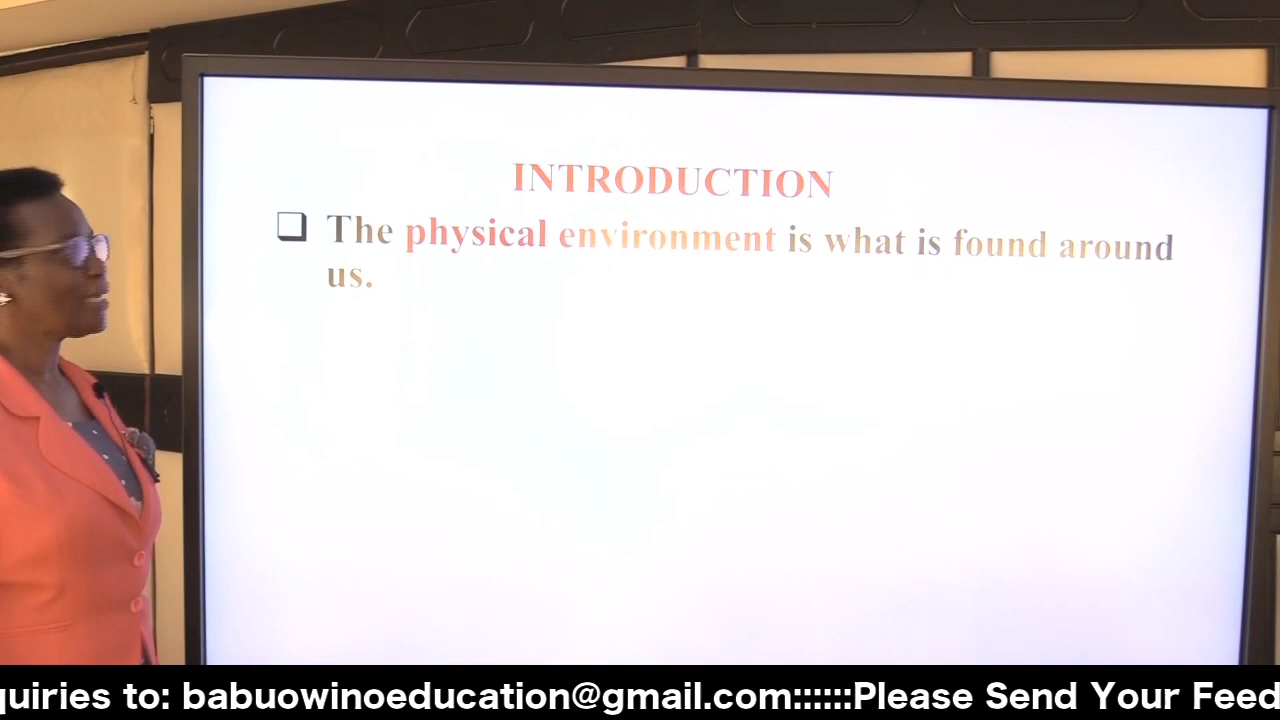 INTRODUCTION
❑ The physical environment is what is found around
us.
quiries to: babuowinoeducation@gmail.com::::::Please Send Your Feed